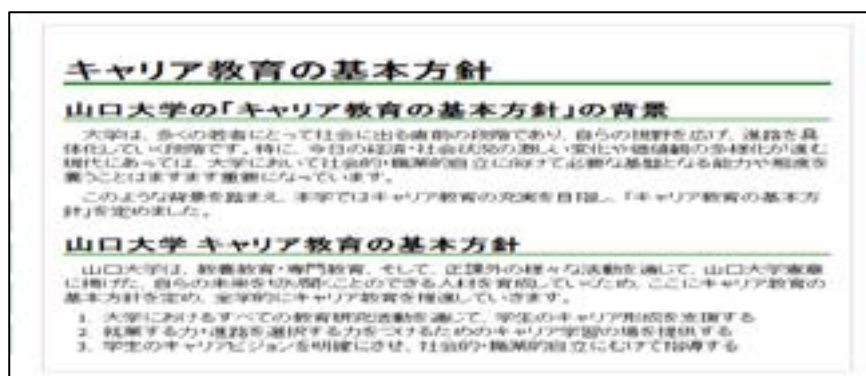 キャリア教育の基本方針
山口大学の「キャリア教育の基本方針」の背景
大学は、多くの若者にとって社会に出る直前の段階であり、自らの視野を広げ、進路を具
体化していく段階です。特に、今日の経済・社会状況の激しい変化や価値観の多様化が進む
現代にあっては、大学において社会的・職業的自立に向けて必要な基盤となる能力や態度を
養うことはますます重要になっています。
このような背景を踏まえ、本学ではキャリア教育の充実を目指し、「キャリア教育の基本方
針」を定めました。
山口大学 キャリア教育の基本方針
山口大学は、教養教育・専門教育、そして、正課外の様々な活動を通じて、山口大学憲章
に掲げた、自らの未来を切り開くことのできる人材を育成していくため、ここにキャリア教育の
基本方針を定め、全学的にキャリア教育を推進していきます。
1. 大学におけるすべての教育研究活動を通じて、学生のキャリア形成を支援する
2. 就業する力・進路を選択する力をつけるためのキャリア学習の場を提供する
3. 学生のキャリアビジョンを明確にさせ、社会的・職業的自立にむけて指導する